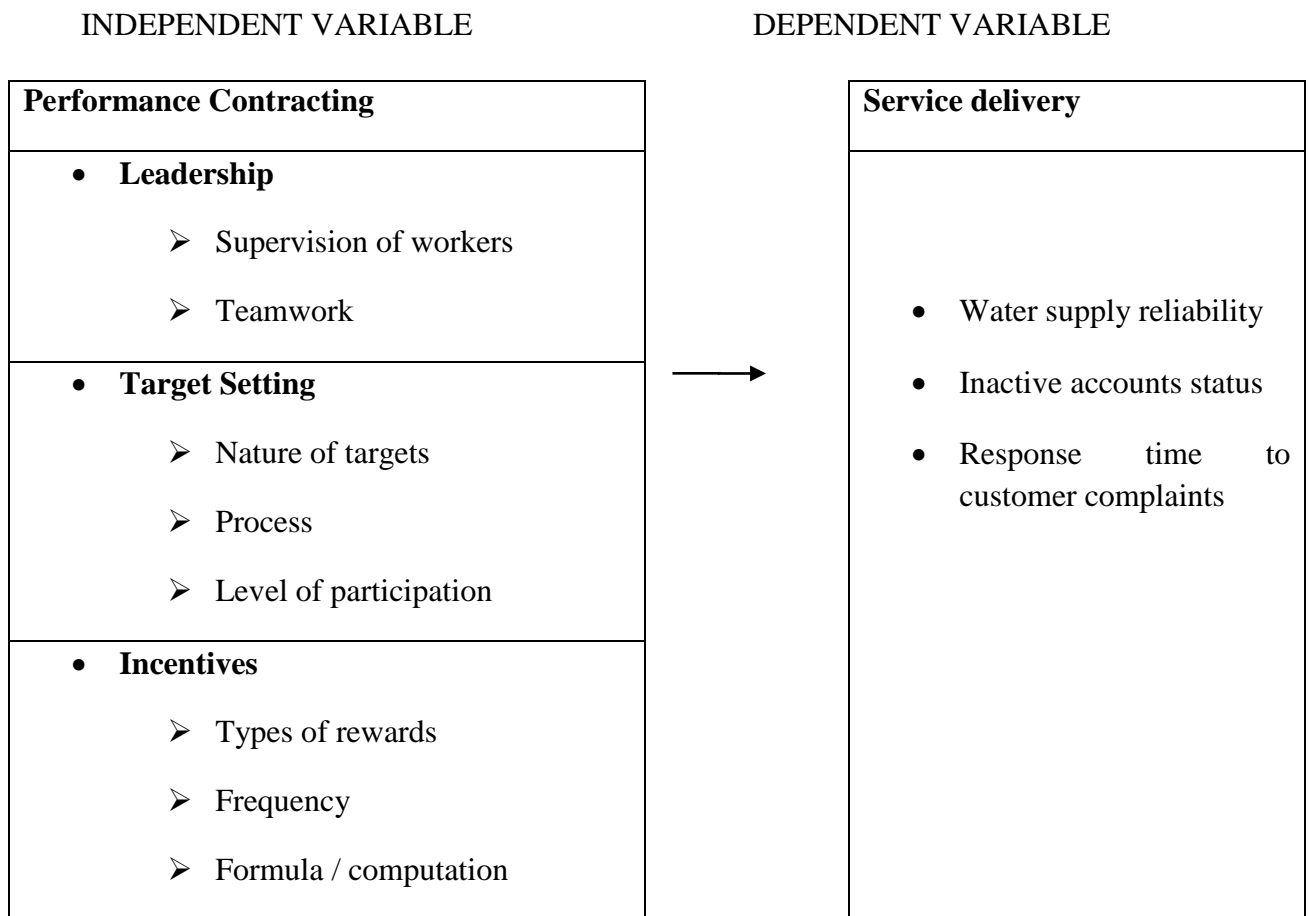 INDEPENDENT VARIABLE
DEPENDENT VARIABLE
Performance Contracting
• Leadership
➢ Supervision of workers
➢ Teamwork
• Target Setting
➢ Nature of targets
➢ Process
➢ Level of participation
• Incentives
➢ Types of rewards
➢ Frequency
➢ Formula / computation
Service delivery
• Water supply reliability
• Inactive accounts status
• Response time to
customer complaints